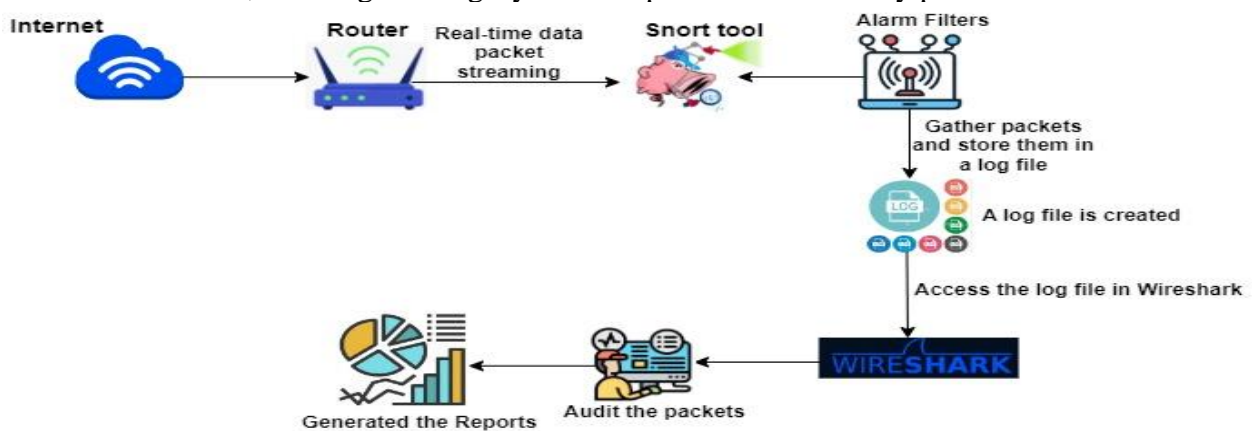 Internet
Router
Real-time data
packet
streaming
Snort tool
Alarm Filters
Gather packets
and store them in
a log file
LOG
A log file is created
Access the log file in Wireshark
WIRESHARK
Audit the packets
Generated the Reports